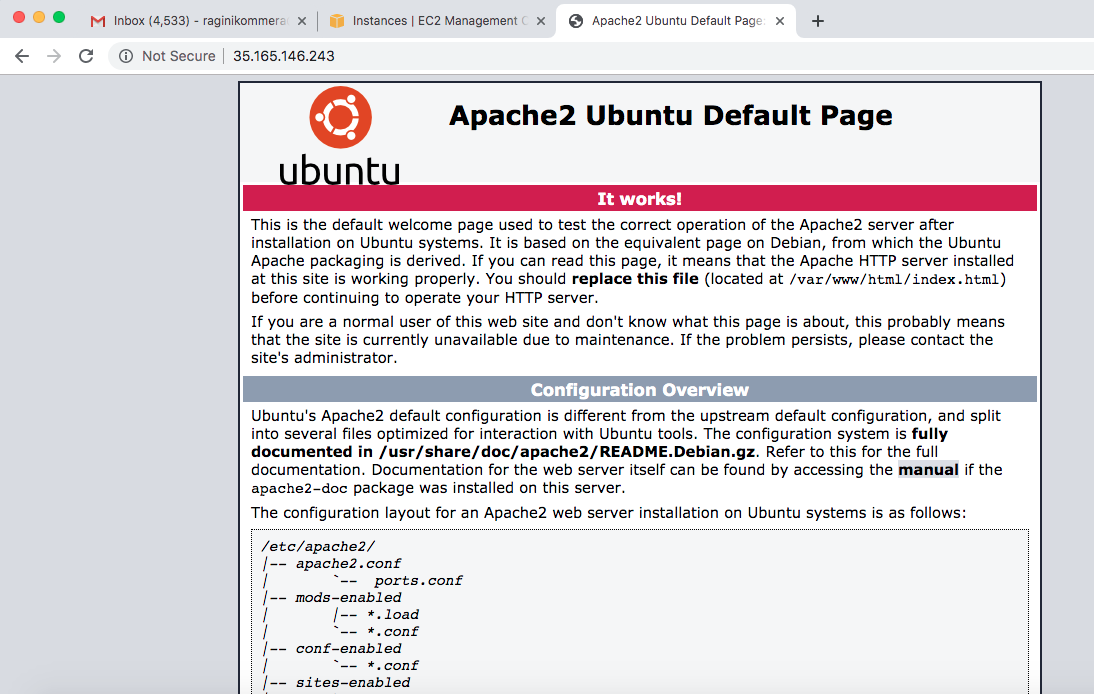 Inbox (4,533) - raginikommera
Instances | EC2 Management C
Apache2 Ubuntu Default Page:
Not Secure
35.165.146.243
ubuntu
Apache2 Ubuntu Default Page
It works!
This is the default welcome page used to test the correct operation of the Apache2 server after
installation on Ubuntu systems. It is based on the equivalent page on Debian, from which the Ubuntu
Apache packaging is derived. If you can read this page, it means that the Apache HTTP server installed
at this site is working properly. You should replace this file (located at /var/www/html/index.html)
before continuing to operate your HTTP server.
If you are a normal user of this web site and don't know what this page is about, this probably means
that the site is currently unavailable due to maintenance. If the problem persists, please contact the
site's administrator.
Configuration Overview
Ubuntu's Apache2 default configuration is different from the upstream default configuration, and split
into several files optimized for interaction with Ubuntu tools. The configuration system is fully
documented in /usr/share/doc/apache2/README.Debian.gz. Refer to this for the full
documentation. Documentation for the web server itself can be found by accessing the manual if the
apache2-doc package was installed on this server.
The configuration layout for an Apache2 web server installation on Ubuntu systems is as follows:
/etc/apache2/
|-- apache2.conf
|       `--  ports.conf
|-- mods-enabled
|       |-- *.load
|       `-- *.conf
|-- conf-enabled
|       `-- *.conf
|-- sites-enabled